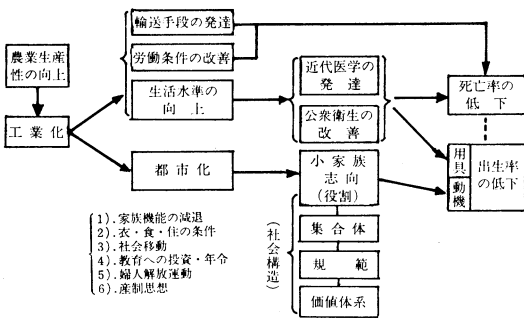 輸送手段の発達
労働条件の改善
農業生産
性の向上
生活水準の
向上
近代医学の
発達
死亡率の
低下
工業化
公衆衛生の
改善
都市化
小家族
志向
(役割)
用具
動機
出生率
の低下
集合体
規範
価値体系
(社会構造)
1).家族機能の減退
2).衣・食・住の条件
3).社会移動
4).教育への投資・年令
5).婦人解放運動
6).産制思想